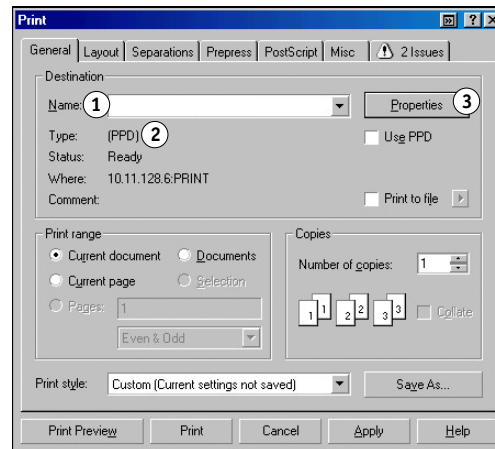 Print
General Layout Separations Prepress PostScript Misc 2 Issues
Destination
Name: 1 Properties 3
Type: (PPD) 2 Use PPD
Status: Ready
Where: 10.11.128.6:PRINT
Comment: Print to file
Print range
Current document Documents
Current page Selection
Pages: 1
Even & Odd
Copies
Number of copies: 1
1 1 2 2 3 3 Collate
Print style: Custom (Current settings not saved) Save As...
Print Preview Print Cancel Apply Help